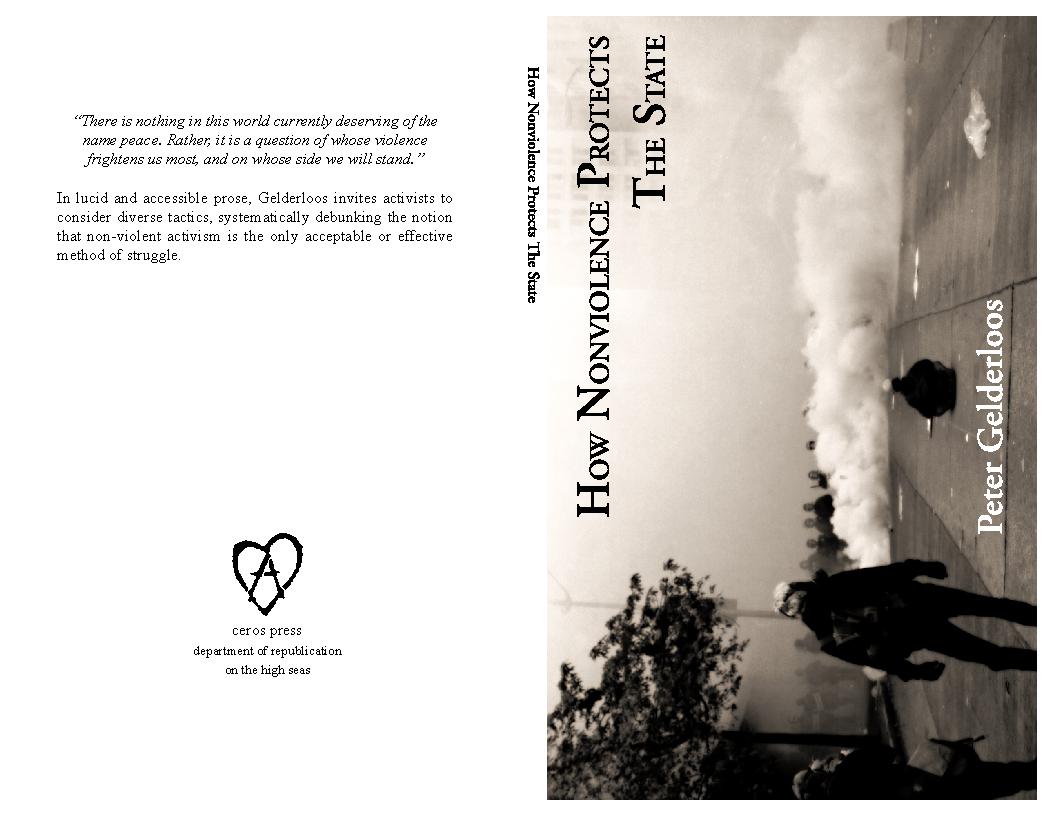 “There is nothing in this world currently deserving of the
name peace. Rather, it is a question of whose violence
frightens us most, and on whose side we will stand.”
In lucid and accessible prose, Gelderloos invites activists to
consider diverse tactics, systematically debunking the notion
that non-violent activism is the only acceptable or effective
method of struggle.
ceros press
department of republication
on the high seas
How Nonviolence Protects The State
How Nonviolence Protects
The State
Peter Gelderloos